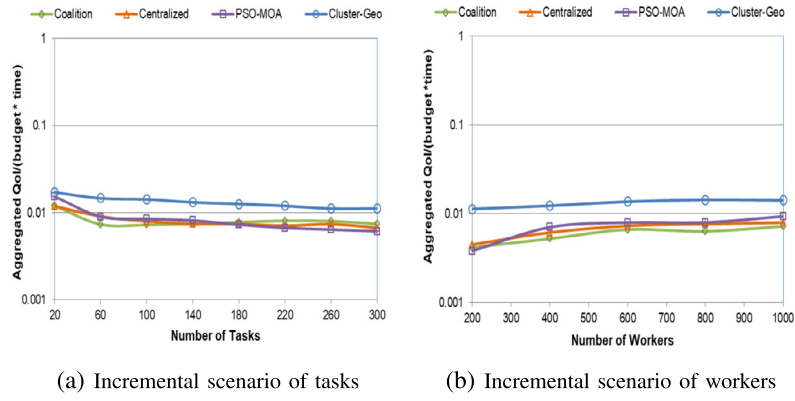 Coalition Centralized PSO-MOA Cluster-Geo
Aggregated QoI/(budget * time)
1
0.1
0.01
0.001
20 60 100 140 180 220 260 300
Number of Tasks
(a) Incremental scenario of tasks
Coalition Centralized PSO-MOA Cluster-Geo
Aggregated QoI/(budget *time)
1
0.1
0.01
0.001
200 300 400 500 600 700 800 900 1000
Number of Workers
(b) Incremental scenario of workers